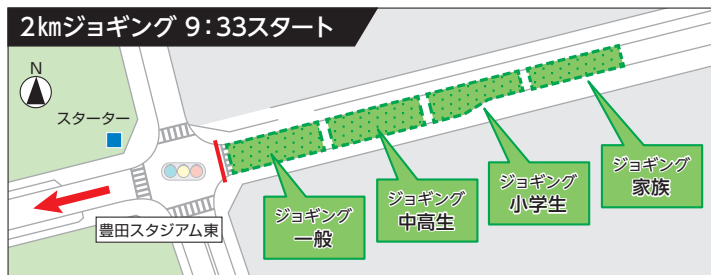 2kmジョギング 9：33スタート
N
スターター
豊田スタジアム東
ジョギング
一般
ジョギング
中高生
ジョギング
小学生
ジョギング
家族